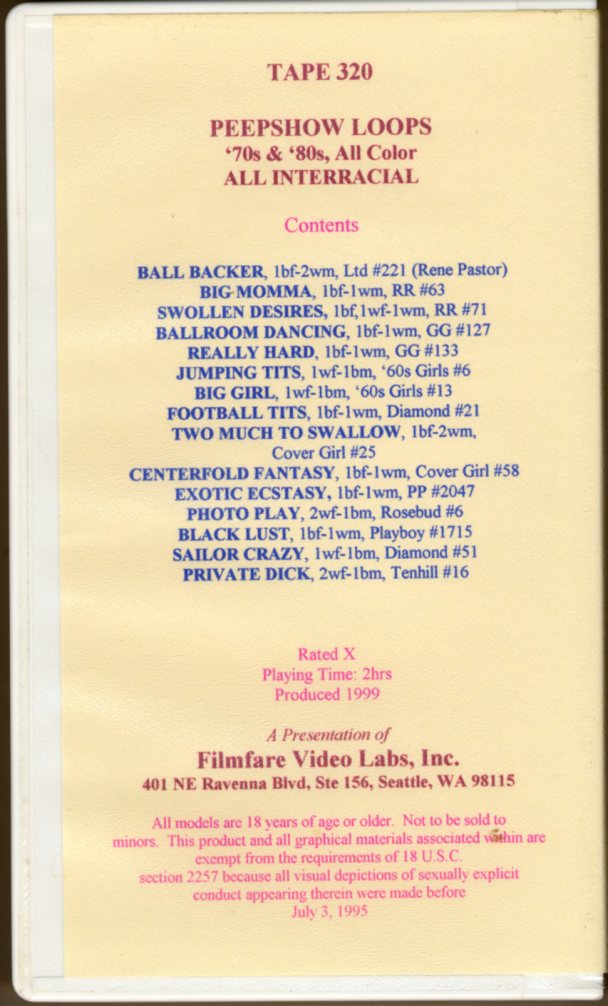 TAPE 320
PEEPSHOW LOOPS
‘70s & ‘80s, All Color
ALL INTERRACIAL
Contents
BALL BACKER, 1bf-2wm, Ltd #221 (Rene Pastor)
BIG MOMMA, 1bf-1wm, RR #63
SWOLLEN DESIRES, 1bf,1wf-1wm, RR #71
BALLROOM DANCING, 1bf-1wm, GG #127
REALLY HARD, 1bf-1wm, GG #133
JUMPING TITS, 1wf-1bm, ‘60s Girls #6
BIG GIRL, 1wf-1bm, ‘60s Girls #13
FOOTBALL TITS, 1bf-1wm, Diamond #21
TWO MUCH TO SWALLOW, 1bf-2wm,
Cover Girl #25
CENTERFOLD FANTASY, 1bf-1wm, Cover Girl #58
EXOTIC ECSTASY, 1bf-1wm, PP #2047
PHOTO PLAY, 2wf-1bm, Rosebud #6
BLACK LUST, 1bf-1wm, Playboy #1715
SAILOR CRAZY, 1wf-1bm, Diamond #51
PRIVATE DICK, 2wf-1bm, Tenhill #16
Rated X
Playing Time: 2hrs
Produced 1999
A Presentation of
Filmfare Video Labs, Inc.
401 NE Ravenna Blvd, Ste 156, Seattle, WA 98115
All models are 18 years of age or older. Not to be sold to
minors. This product and all graphical materials associated within are
exempt from the requirements of 18 U.S.C.
section 2257 because all visual depictions of sexually explicit
conduct appearing therein were made before
July 3, 1995